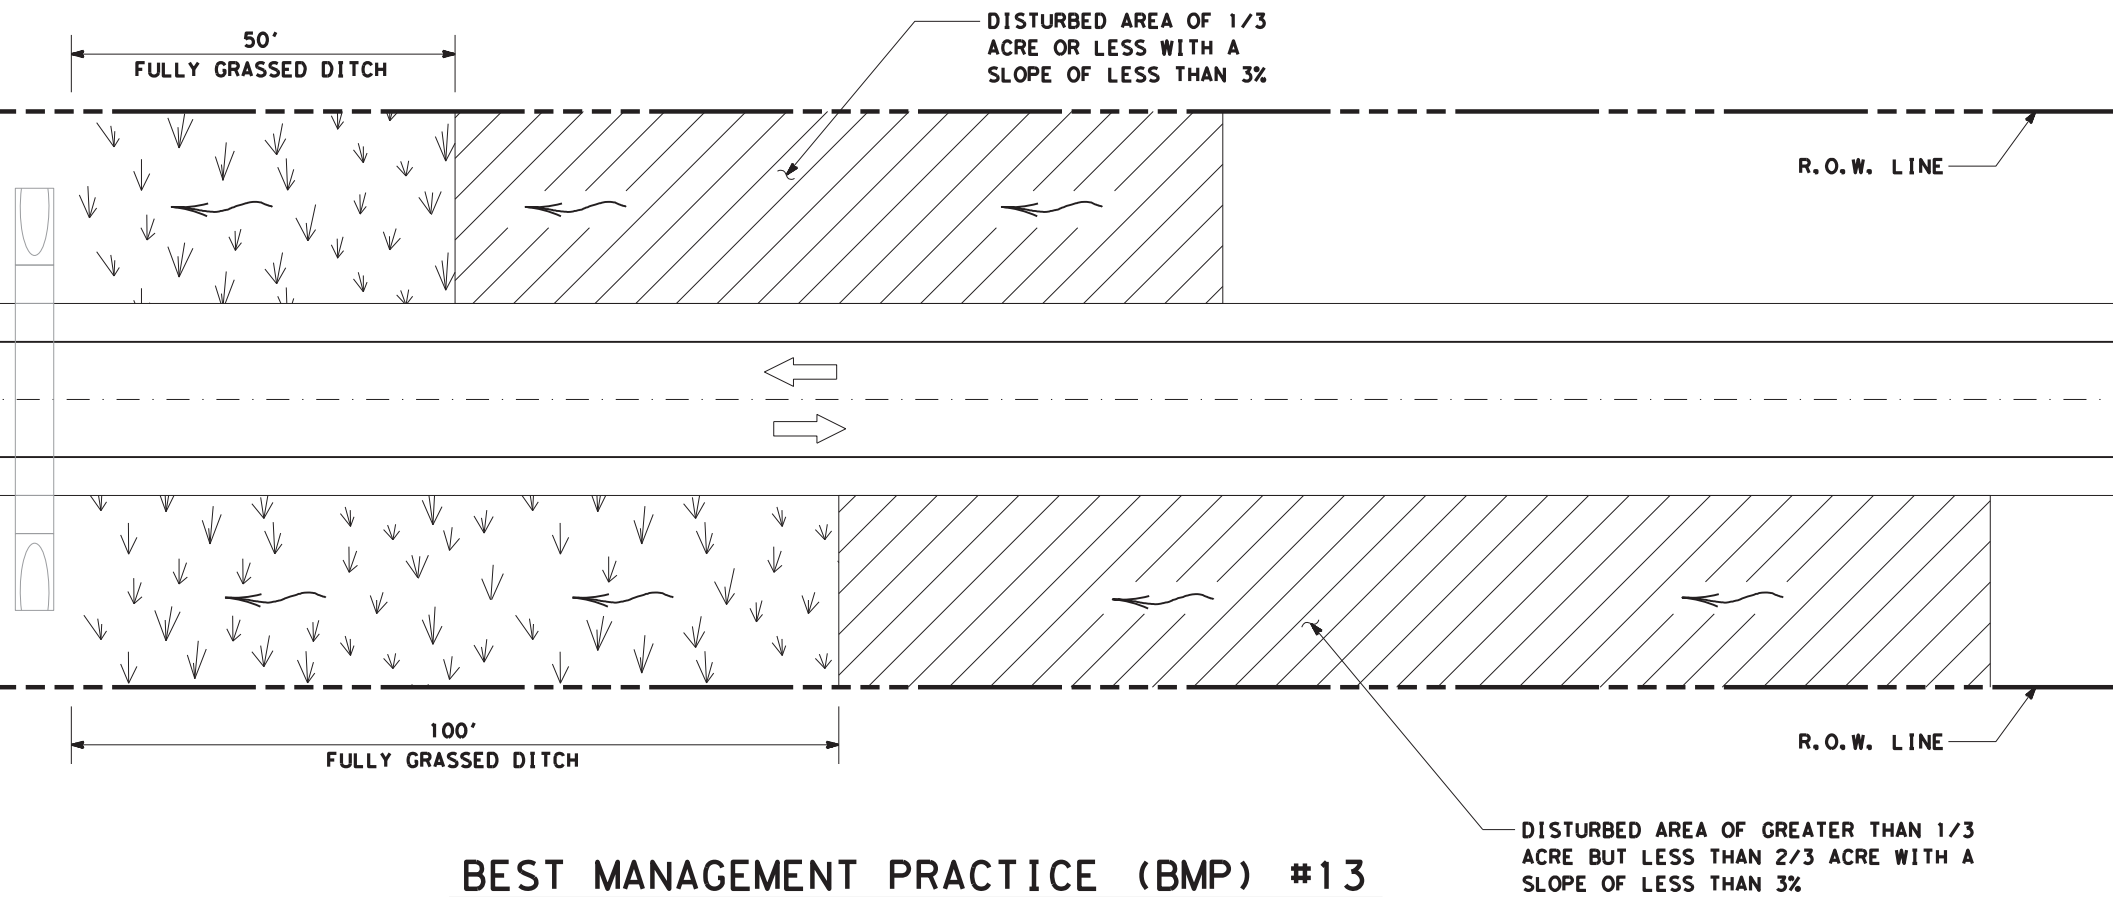 50'
FULLY GRASSED DITCH
DISTURBED AREA OF 1/3
ACRE OR LESS WITH A
SLOPE OF LESS THAN 3%
R.O.W. LINE
100'
FULLY GRASSED DITCH
R.O.W. LINE
DISTURBED AREA OF GREATER THAN 1/3
ACRE BUT LESS THAN 2/3 ACRE WITH A
SLOPE OF LESS THAN 3%
BEST MANAGEMENT PRACTICE (BMP) #13